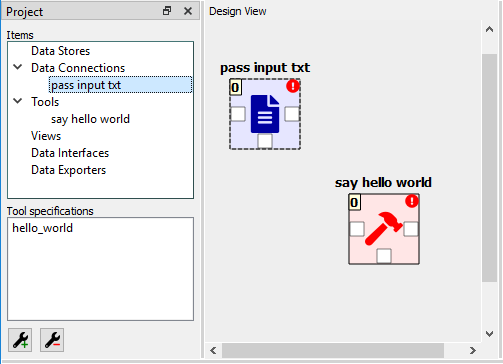 Project
Items
Data Stores
Data Connections
pass input txt
Tools
say hello world
Views
Data Interfaces
Data Exporters
Tool specifications
hello_world
Design View
pass input txt
0
say hello world
0